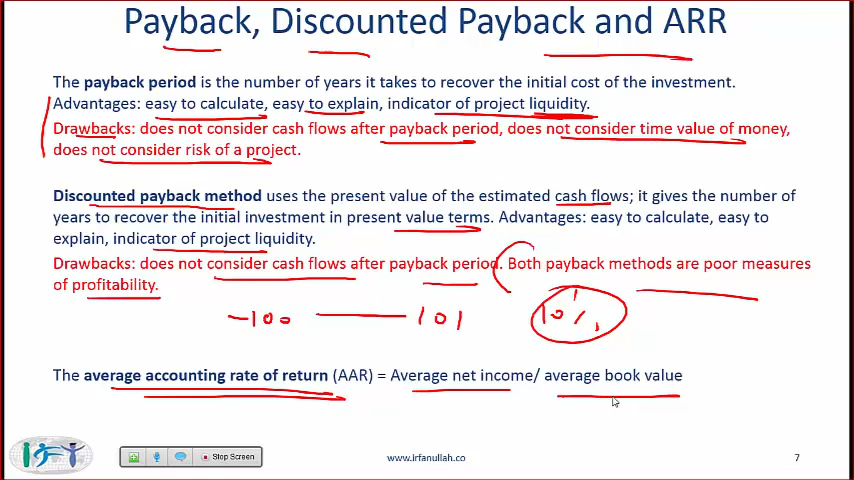 Payback, Discounted Payback and ARR
The payback period is the number of years it takes to recover the initial cost of the investment.
Advantages: easy to calculate, easy to explain, indicator of project liquidity.
Drawbacks: does not consider cash flows after payback period, does not consider time value of money,
does not consider risk of a project.
Discounted payback method uses the present value of the estimated cash flows; it gives the number of
years to recover the initial investment in present value terms. Advantages: easy to calculate, easy to
explain, indicator of project liquidity.
Drawbacks: does not consider cash flows after payback period. Both payback methods are poor measures
of profitability.
-100 101 10%
The average accounting rate of return (AAR) = Average net income/ average book value
Stop Screen
www.irfanullah.co
7